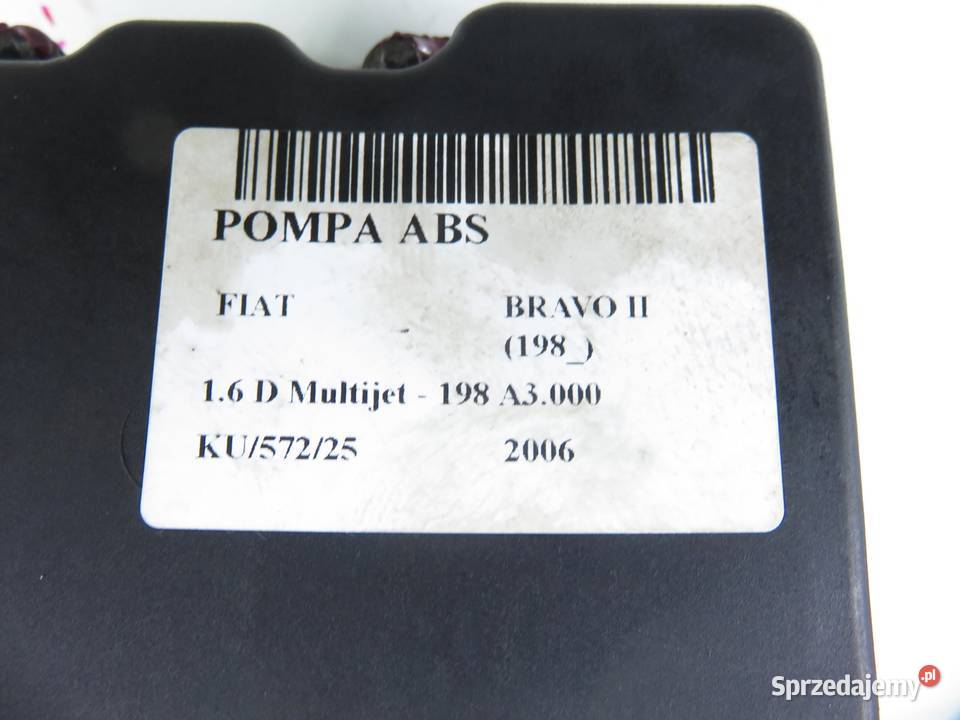 POMPA ABS
FIAT BRAVO II
(198_)
1.6 D Multijet - 198 A3.000
KU/572/25 2006
Sprzedajemy.pl